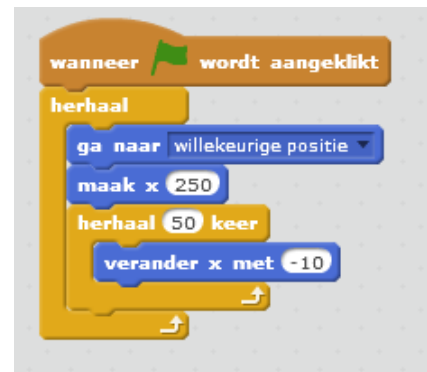 wanneer wordt aangeklikt
herhaal
ga naar willekeurige positie
maak x 250
herhaal 50 keer
verander x met -10